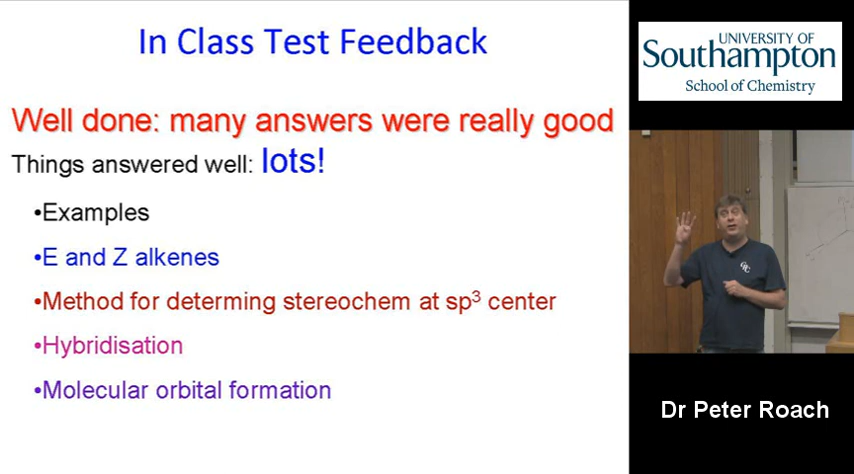 In Class Test Feedback
Well done: many answers were really good
Things answered well: lots!
•Examples
•E and Z alkenes
•Method for determing stereochem at sp³ center
•Hybridisation
•Molecular orbital formation
UNIVERSITY OF
Southampton
School of Chemistry
Dr Peter Roach